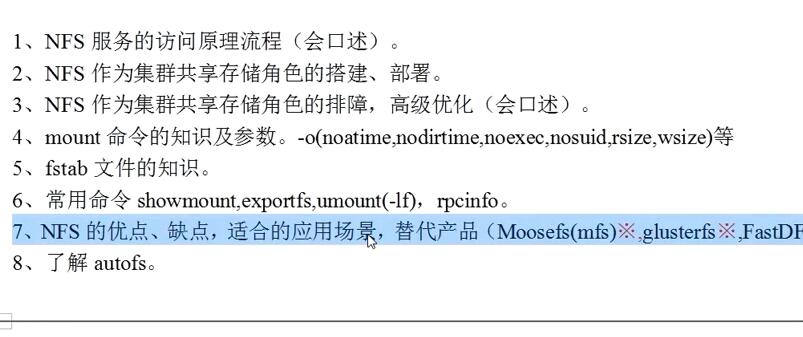 1、NFS 服务的访问原理流程（会口述）。
2、NFS 作为集群共享存储角色的搭建、部署。
3、NFS 作为集群共享存储角色的排障，高级优化（会口述）。
4、mount 命令的知识及参数。-o(noatime,nodirtime,noexec,nosuid,rsize,wsize)等
5、fstab 文件的知识。
6、常用命令 showmount,exportfs,umount(-lf)，rpcinfo。
7、NFS 的优点、缺点，适合的应用场景，替代产品（Moosefs(mfs)※,glusterfs※,FastDF
8、了解 autofs。